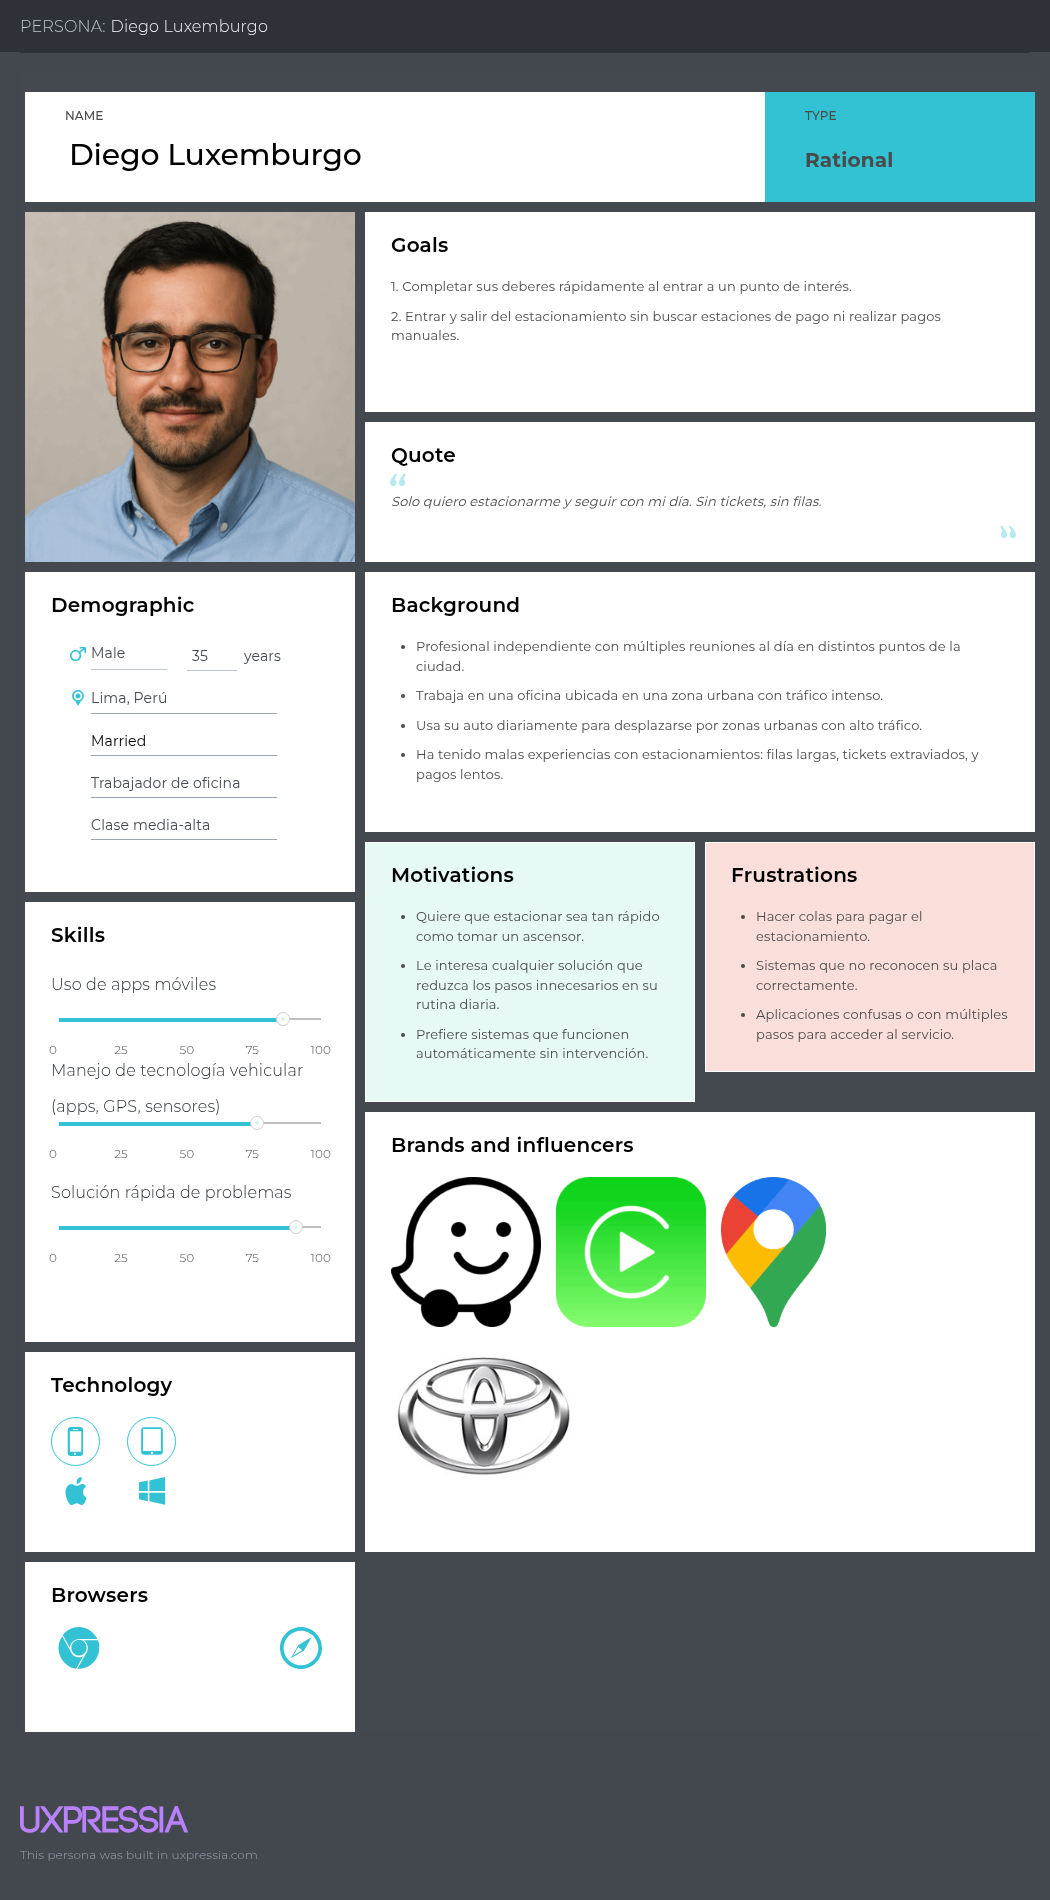 PERSONA: Diego Luxemburgo
NAME
Diego Luxemburgo
TYPE
Rational
Goals
1. Completar sus deberes rápidamente al entrar a un punto de interés.
2. Entrar y salir del estacionamiento sin buscar estaciones de pago ni realizar pagos
manuales.
Quote
“
Solo quiero estacionarme y seguir con mi día. Sin tickets, sin filas.
”
Demographic
Male
35 years
Lima, Perú
Married
Trabajador de oficina
Clase media-alta
Background
• Profesional independiente con múltiples reuniones al día en distintos puntos de la
ciudad.
• Trabaja en una oficina ubicada en una zona urbana con tráfico intenso.
• Usa su auto diariamente para desplazarse por zonas urbanas con alto tráfico.
• Ha tenido malas experiencias con estacionamientos: filas largas, tickets extraviados, y
pagos lentos.
Motivations
• Quiere que estacionar sea tan rápido
como tomar un ascensor.
• Le interesa cualquier solución que
reduzca los pasos innecesarios en su
rutina diaria.
• Prefiere sistemas que funcionen
automáticamente sin intervención.
Frustrations
• Hacer colas para pagar el
estacionamiento.
• Sistemas que no reconocen su placa
correctamente.
• Aplicaciones confusas o con múltiples
pasos para acceder al servicio.
Skills
Uso de apps móviles
0 25 50 75 100
Manejo de tecnología vehicular
(apps, GPS, sensores)
0 25 50 75 100
Solución rápida de problemas
0 25 50 75 100
Brands and influencers
Technology
Browsers
UXPRESSIA
This persona was built in uxpressia.com